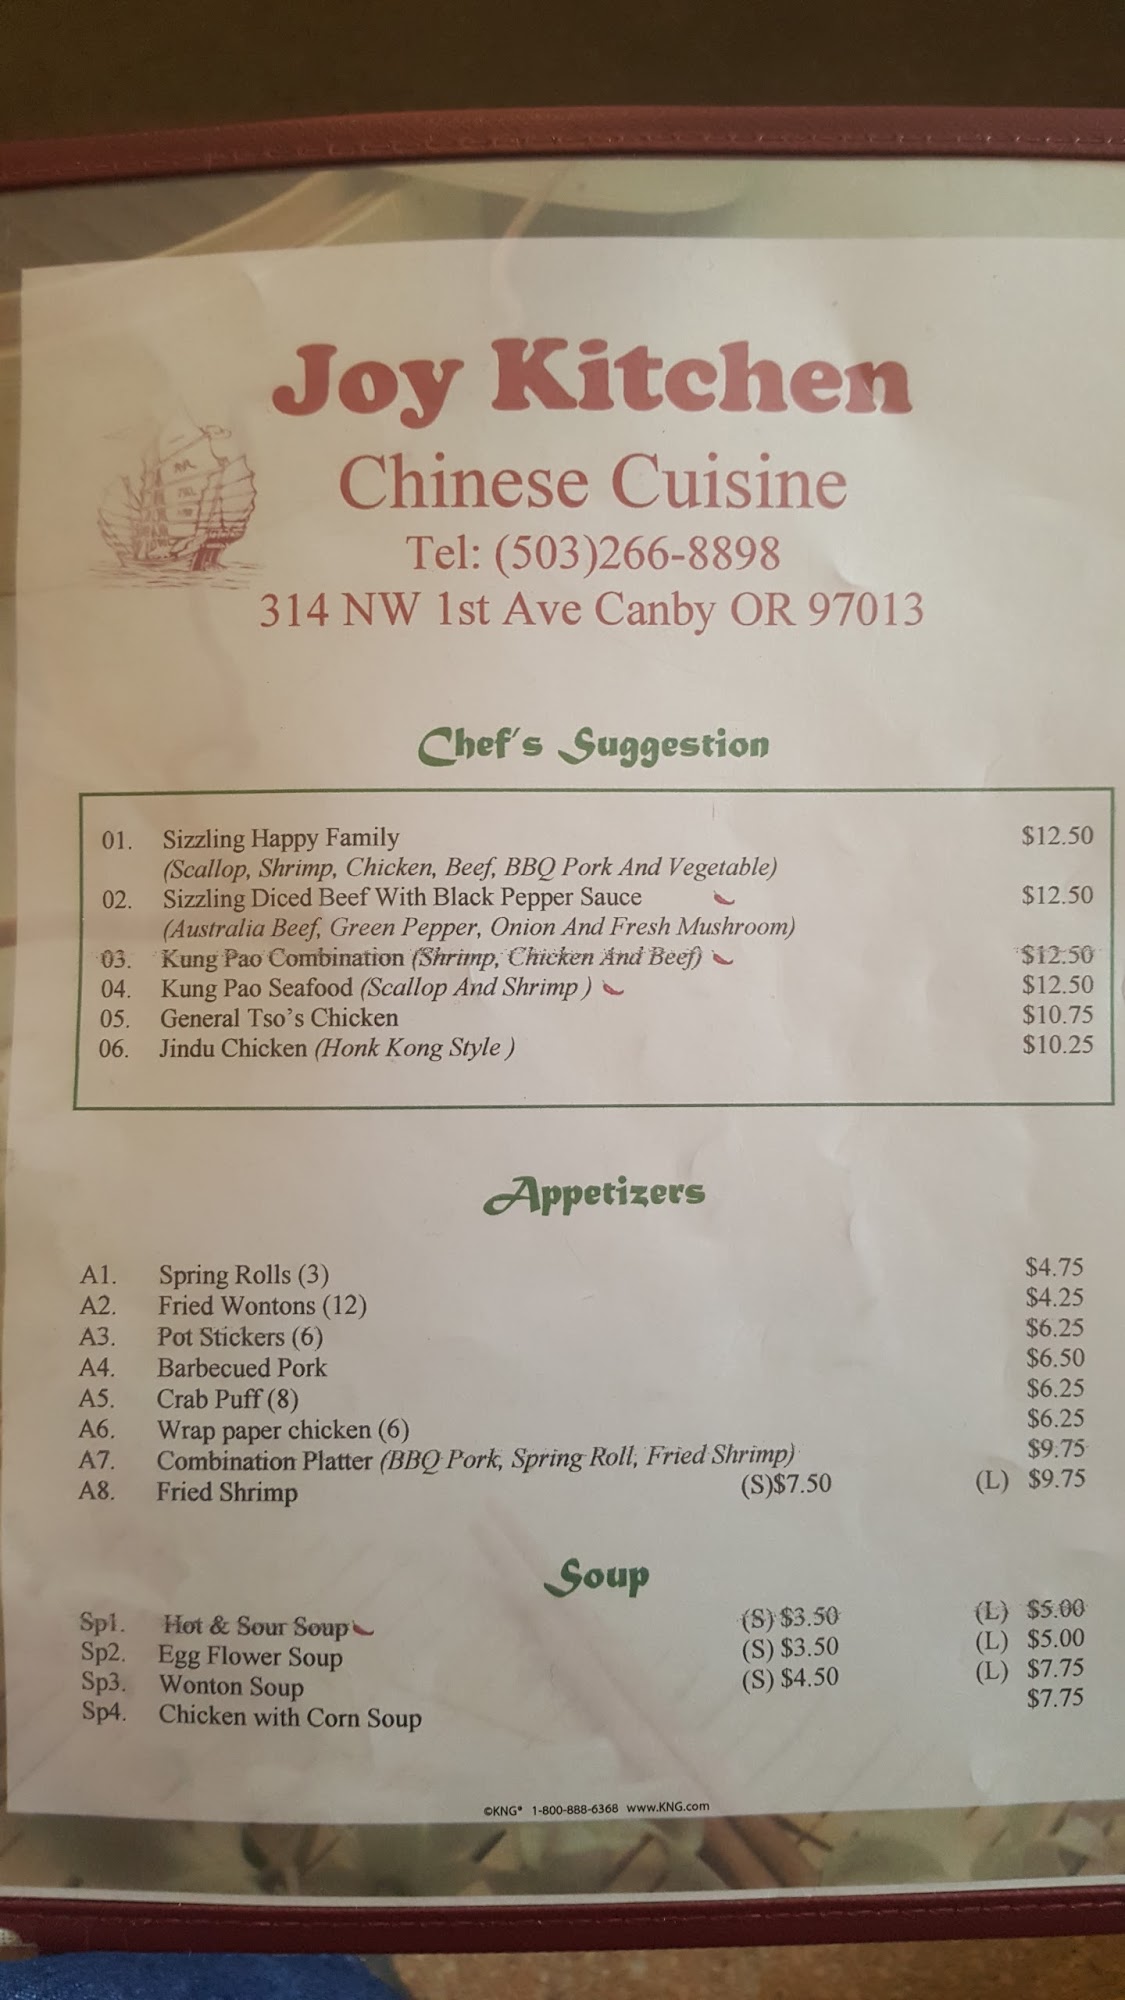 Joy Kitchen
Chinese Cuisine
Tel: (503)266-8898
314 NW 1st Ave Canby OR 97013
Chef's Suggestion
01. Sizzling Happy Family $12.50
(Scallop, Shrimp, Chicken, Beef, BBQ Pork And Vegetable)
02. Sizzling Diced Beef With Black Pepper Sauce $12.50
(Australia Beef, Green Pepper, Onion And Fresh Mushroom)
03. Kung Pao Combination (Shrimp, Chicken And Beef) $12.50
04. Kung Pao Seafood (Scallop And Shrimp ) $12.50
05. General Tso's Chicken $10.75
06. Jindu Chicken (Honk Kong Style ) $10.25
Appetizers
A1. Spring Rolls (3) $4.75
A2. Fried Wontons (12) $4.25
A3. Pot Stickers (6) $6.25
A4. Barbecued Pork $6.50
A5. Crab Puff (8) $6.25
A6. Wrap paper chicken (6) $6.25
A7. Combination Platter (BBQ Pork, Spring Roll, Fried Shrimp) $9.75
A8. Fried Shrimp (S)$7.50 (L) $9.75
Soup
Sp1. Hot & Sour Soup (S) $3.50 (L) $5.00
Sp2. Egg Flower Soup (S) $3.50 (L) $5.00
Sp3. Wonton Soup (S) $4.50 (L) $7.75
Sp4. Chicken with Corn Soup $7.75
©KNG® 1-800-888-6368 www.KNG.com